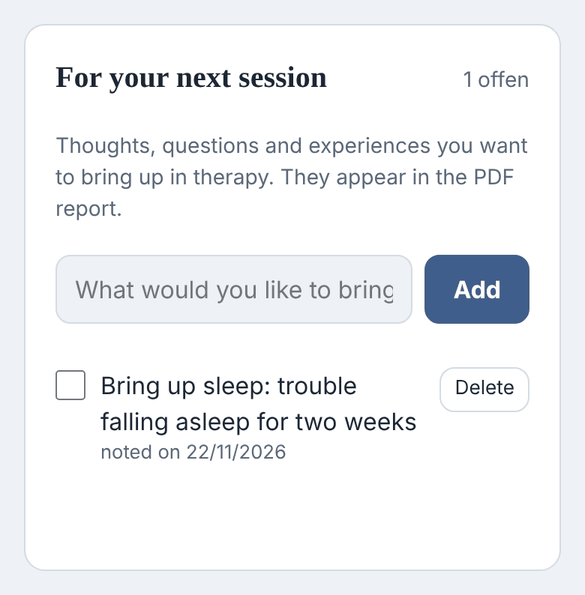 For your next session
1 offen
Thoughts, questions and experiences you want
to bring up in therapy. They appear in the PDF
report.
What would you like to bring
Add
Bring up sleep: trouble
falling asleep for two weeks
Delete
noted on 22/11/2026